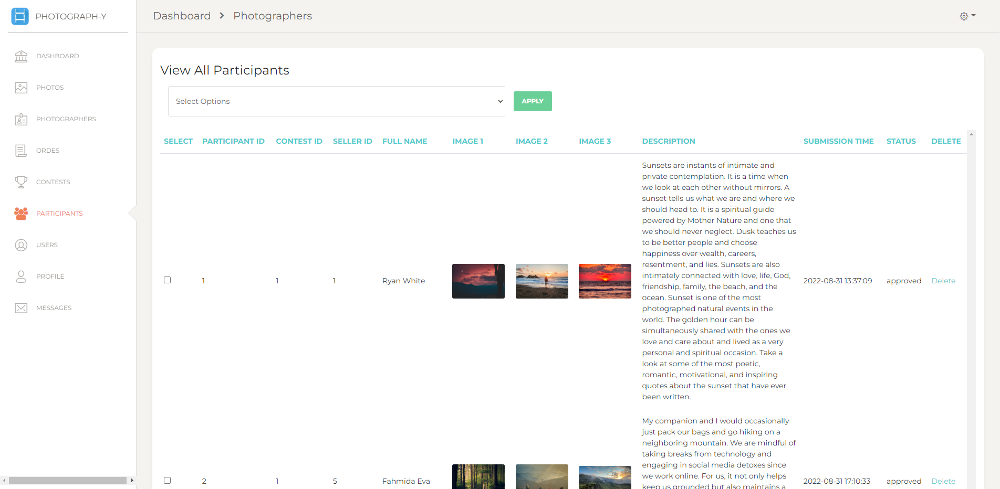 PHOTOGRAPH-Y
Dashboard > Photographers
DASHBOARD
PHOTOS
PHOTOGRAPHERS
ORDES
CONTESTS
PARTICIPANTS
USERS
PROFILE
MESSAGES
View All Participants
Select Options
APPLY
SELECT PARTICIPANT ID CONTEST ID SELLER ID FULL NAME IMAGE 1 IMAGE 2 IMAGE 3 DESCRIPTION SUBMISSION TIME STATUS DELETE
1 1 1 Ryan White
Sunsets are instants of intimate and
private contemplation. It is a time when
we look at each other without mirrors. A
sunset tells us what we are and where we
should head to. It is a spiritual guide
powered by Mother Nature and one that
we should never neglect. Dusk teaches us
to be better people and choose
happiness over wealth, careers,
resentment, and lies. Sunsets are also
intimately connected with love, life, God,
friendship, family, the beach, and the
ocean. Sunset is one of the most
photographed natural events in the
world. The golden hour can be
simultaneously shared with the ones we
love and care about and lived as a very
personal and spiritual occasion. Take a
look at some of the most poetic,
romantic, motivational, and inspiring
quotes about the sunset that have ever
been written.
2022-08-31 13:37:09 approved Delete
2 1 5 Fahmida Eva
My companion and I would occasionally
just pack our bags and go hiking on a
neighboring mountain. We are mindful of
taking breaks from technology and
engaging in social media detoxes since
we work online. For us, it not only helps
keep us grounded but also maintains a
2022-08-31 17:10:33 approved Delete